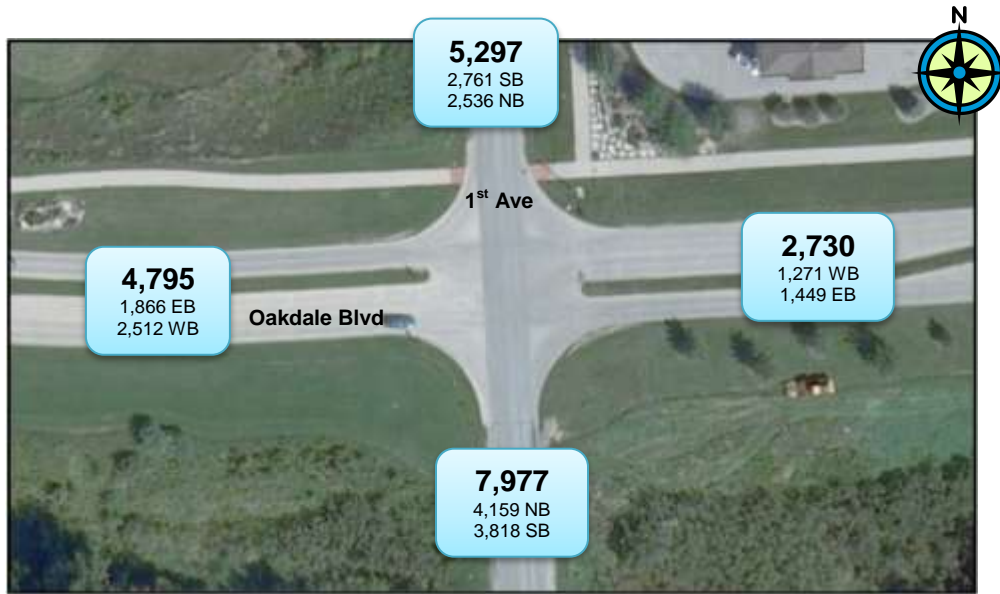 N
5,297
2,761 SB
2,536 NB
1st Ave
4,795
1,866 EB
2,512 WB
Oakdale Blvd
2,730
1,271 WB
1,449 EB
7,977
4,159 NB
3,818 SB